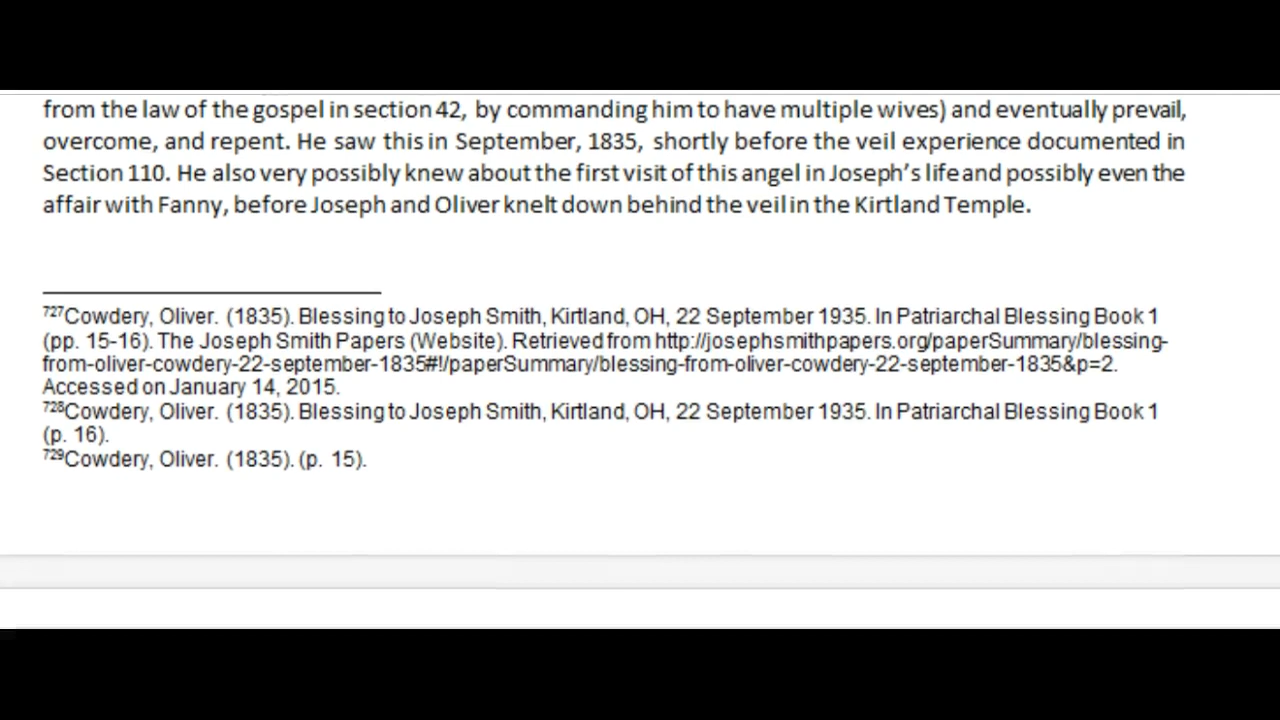 from the law of the gospel in section 42, by commanding him to have multiple wives) and eventually prevail,
overcome, and repent. He saw this in September, 1835, shortly before the veil experience documented in
Section 110. He also very possibly knew about the first visit of this angel in Joseph's life and possibly even the
affair with Fanny, before Joseph and Oliver knelt down behind the veil in the Kirtland Temple.
727Cowdery, Oliver. (1835). Blessing to Joseph Smith, Kirtland, OH, 22 September 1935. In Patriarchal Blessing Book 1
(pp. 15-16). The Joseph Smith Papers (Website). Retrieved from http://josephsmithpapers.org/paperSummary/blessing-
from-oliver-cowdery-22-september-1835#!/paperSummary/blessing-from-oliver-cowdery-22-september-1835&p=2.
Accessed on January 14, 2015.
728Cowdery, Oliver. (1835). Blessing to Joseph Smith, Kirtland, OH, 22 September 1935. In Patriarchal Blessing Book 1
(p. 16).
729Cowdery, Oliver. (1835). (p. 15).